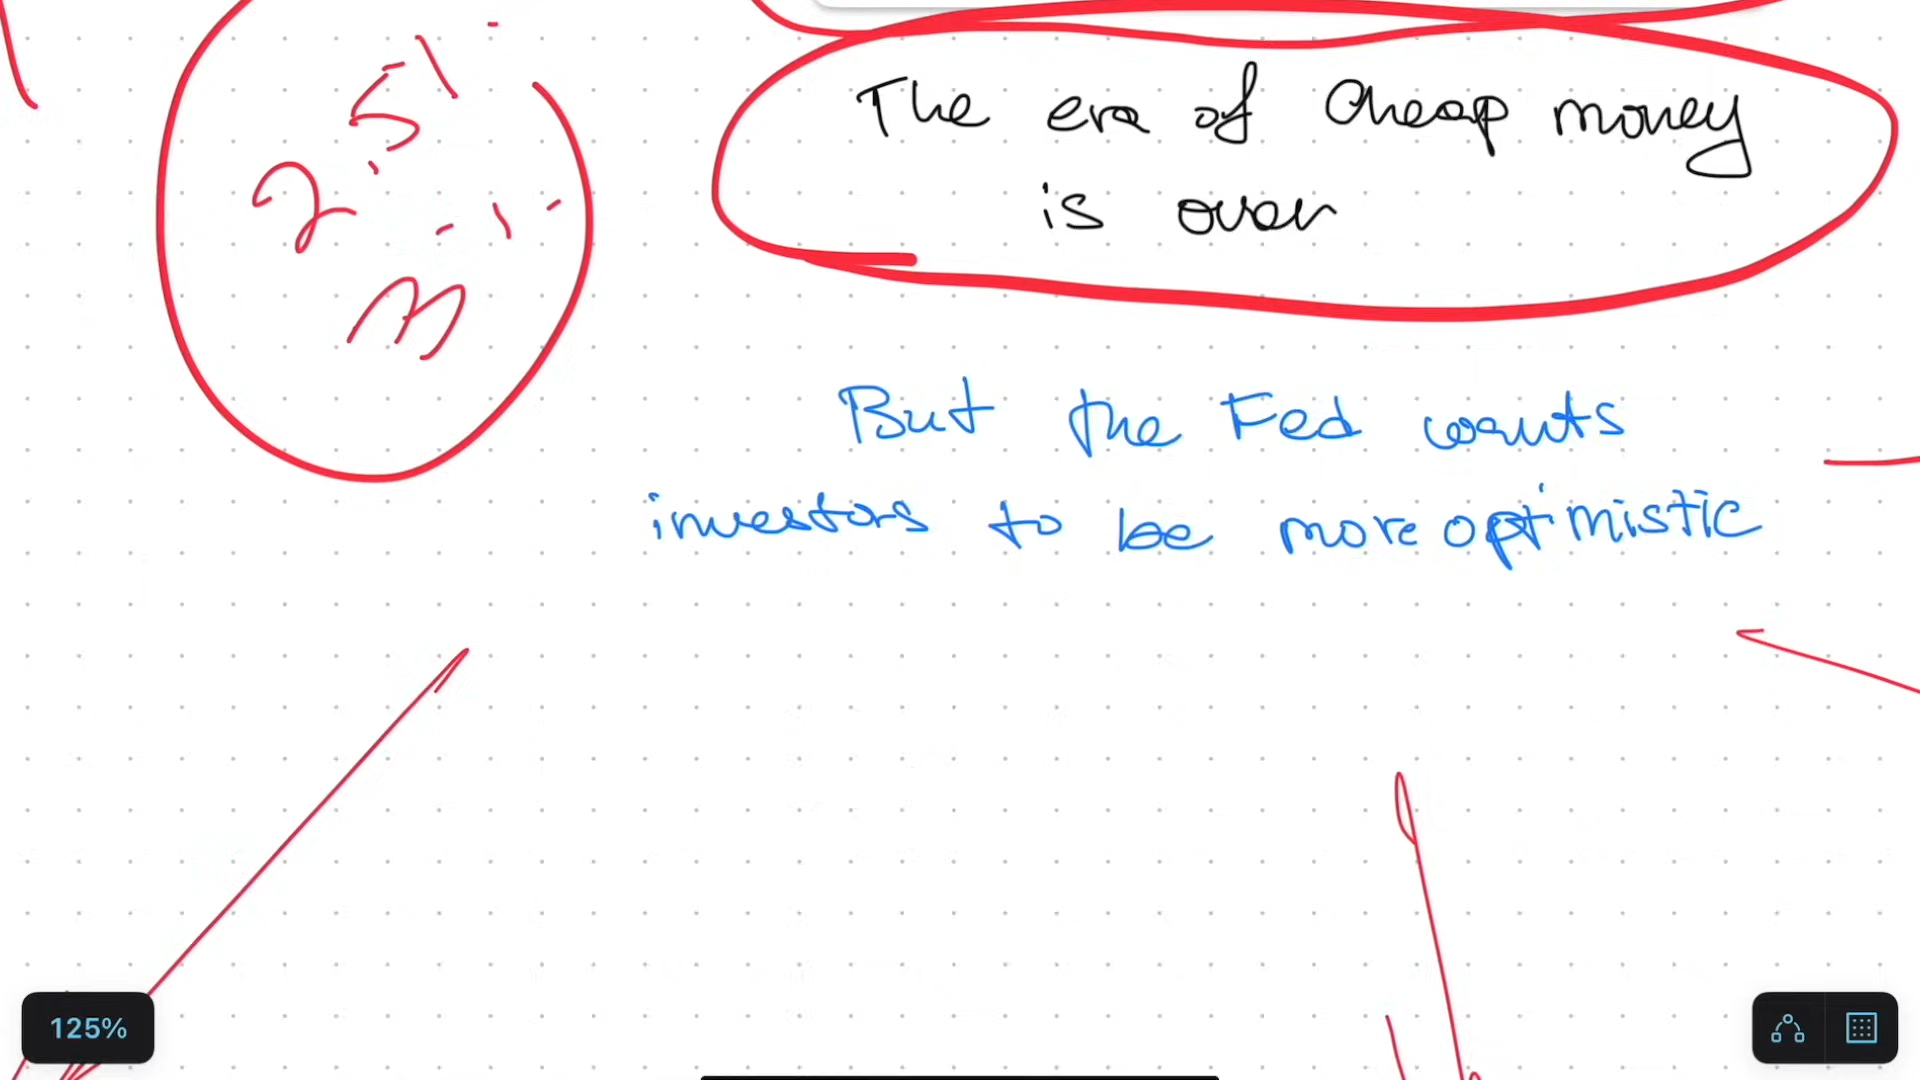 2.5%
3%
The era of cheap money
is over
But the Fed wants
investors to be more optimistic
125%